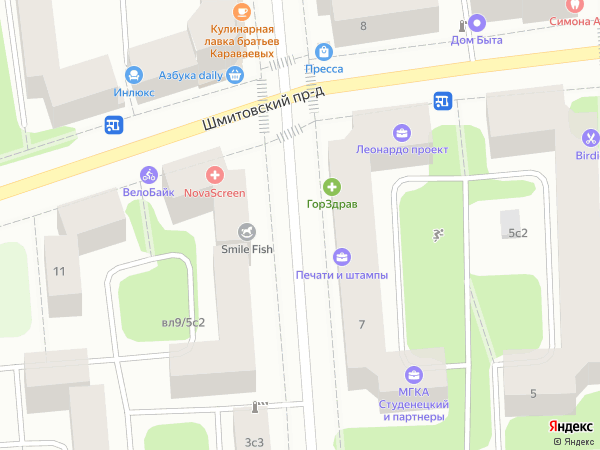 Симона-А
Кулинарная
лавка братьев
Караваевых
8
Дом Быта
Пресса
Азбука daily
Инлюкс
Шмитовский пр-д
Леонардо проект
Birdi
ВелоБайк
NovaScreen
ГорЗдрав
Smile Fish
5с2
11
Печати и штампы
вл9/5с2
7
МГКА
Студенецкий
и партнеры
5
3с3
Яндекс
© Яндекс